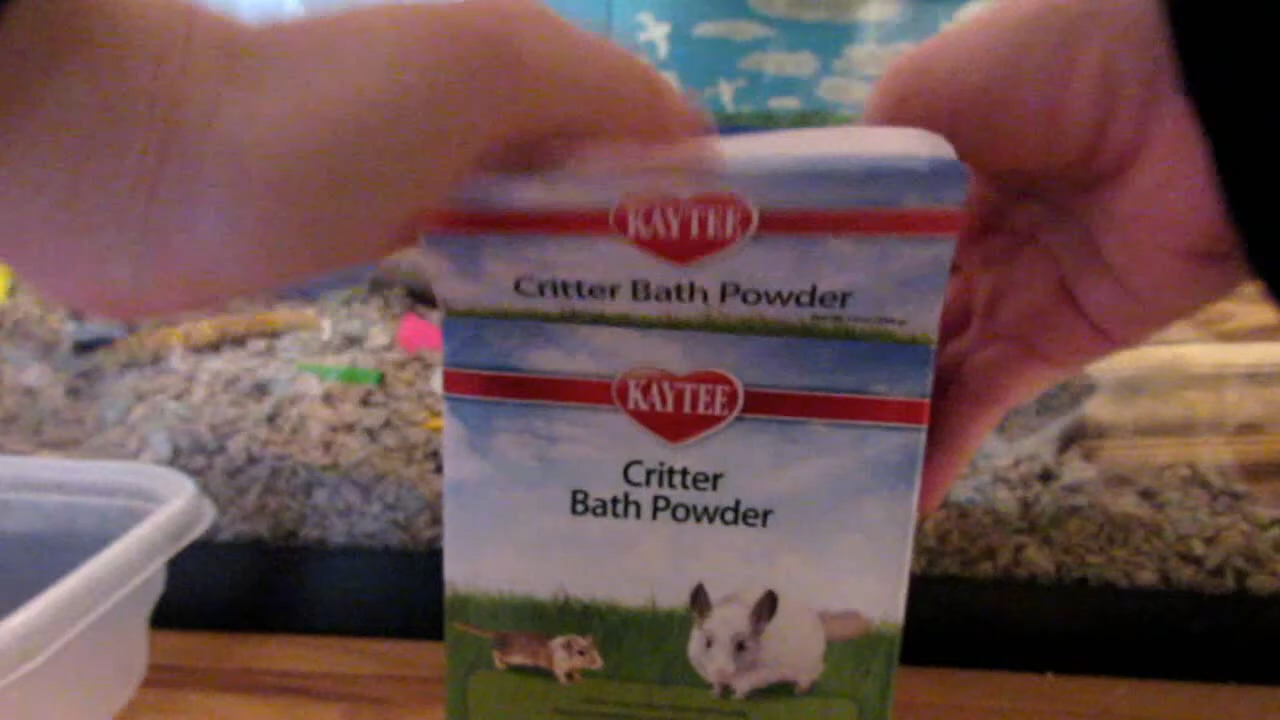 KAYTEE
Critter Bath Powder
KAYTEE
Critter
Bath Powder